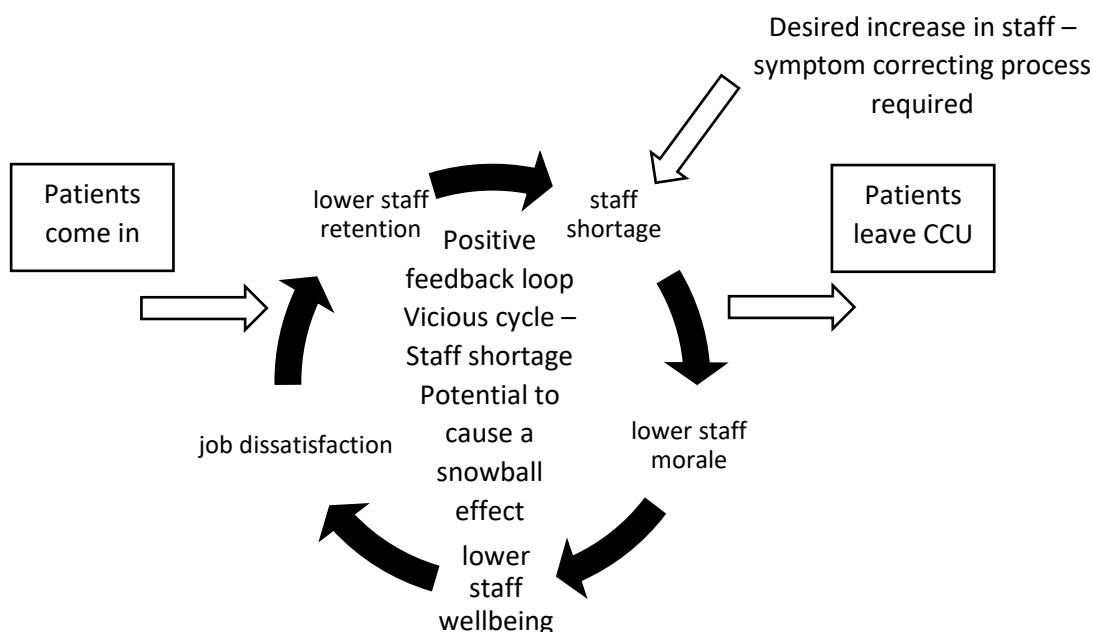 Desired increase in staff –
symptom correcting process
required
Patients
come in
lower staff
retention
staff
shortage
Patients
leave CCU
Positive
feedback loop
Vicious cycle –
Staff shortage
Potential to
cause a
snowball
effect
job dissatisfaction
lower staff
morale
lower
staff
wellbeing